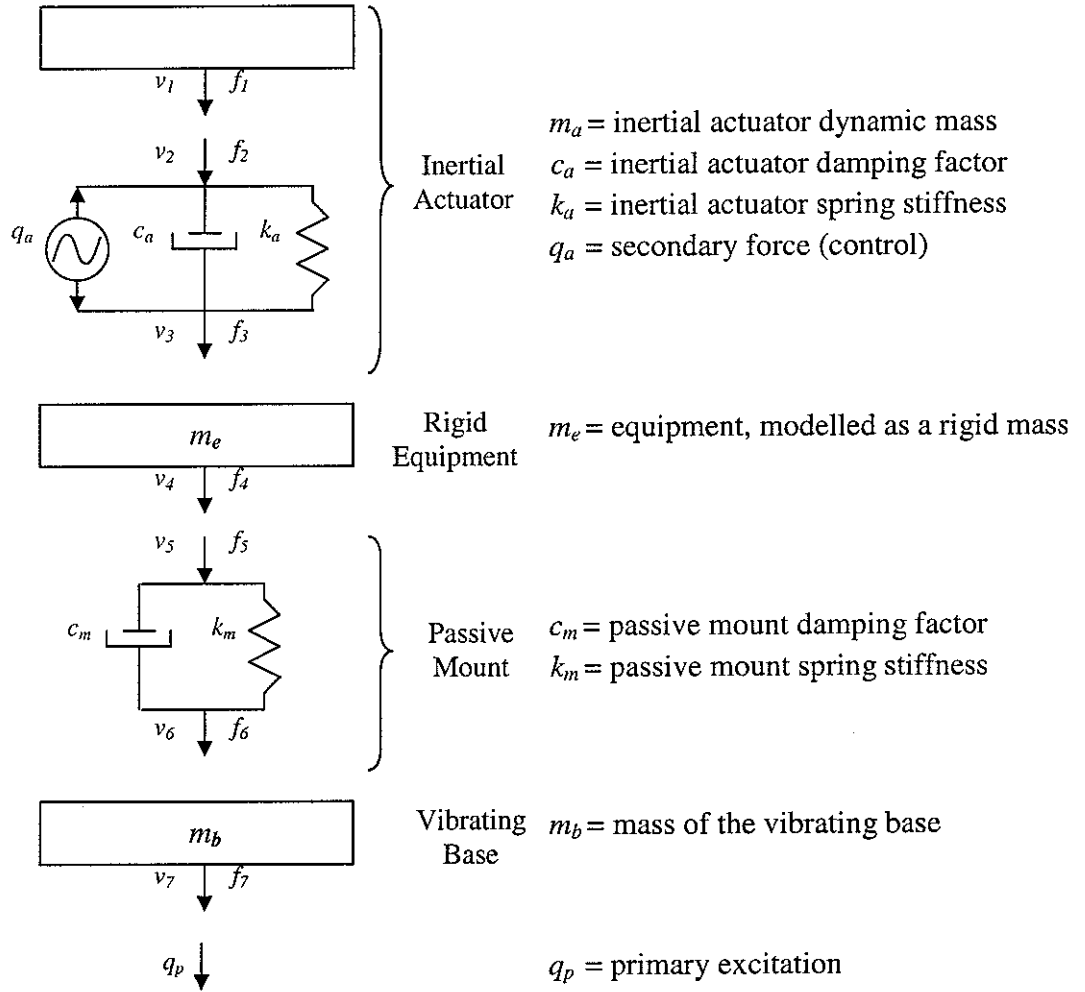 v1 f1
v2 f2
qa ca ka
v3 f3
Inertial
Actuator
ma = inertial actuator dynamic mass
ca = inertial actuator damping factor
ka = inertial actuator spring stiffness
qa = secondary force (control)
me
v4 f4
Rigid
Equipment
me = equipment, modelled as a rigid mass
v5 f5
cm km
v6 f6
Passive
Mount
cm = passive mount damping factor
km = passive mount spring stiffness
mb
v7 f7
Vibrating
Base
mb = mass of the vibrating base
qp
qp = primary excitation